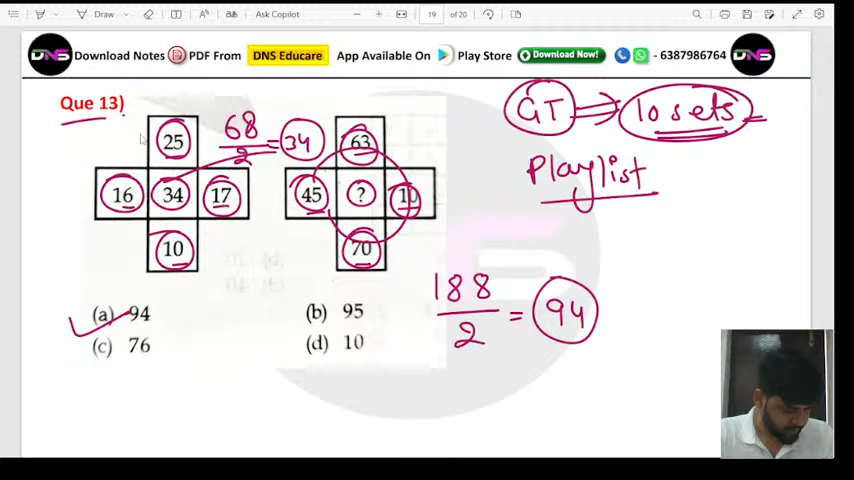 Draw
Ask Copilot
19 of 20
DNS Download Notes PDF From DNS Educare App Available On Play Store Download Now! - 6387986764 DNS
Que 13)
GT ⇒ 10 sets
Playlist
25
68/2 = 34
63
16 34 17
45 ? 10
10
70
188/2 = 94
(a) 94
(b) 95
(c) 76
(d) 10